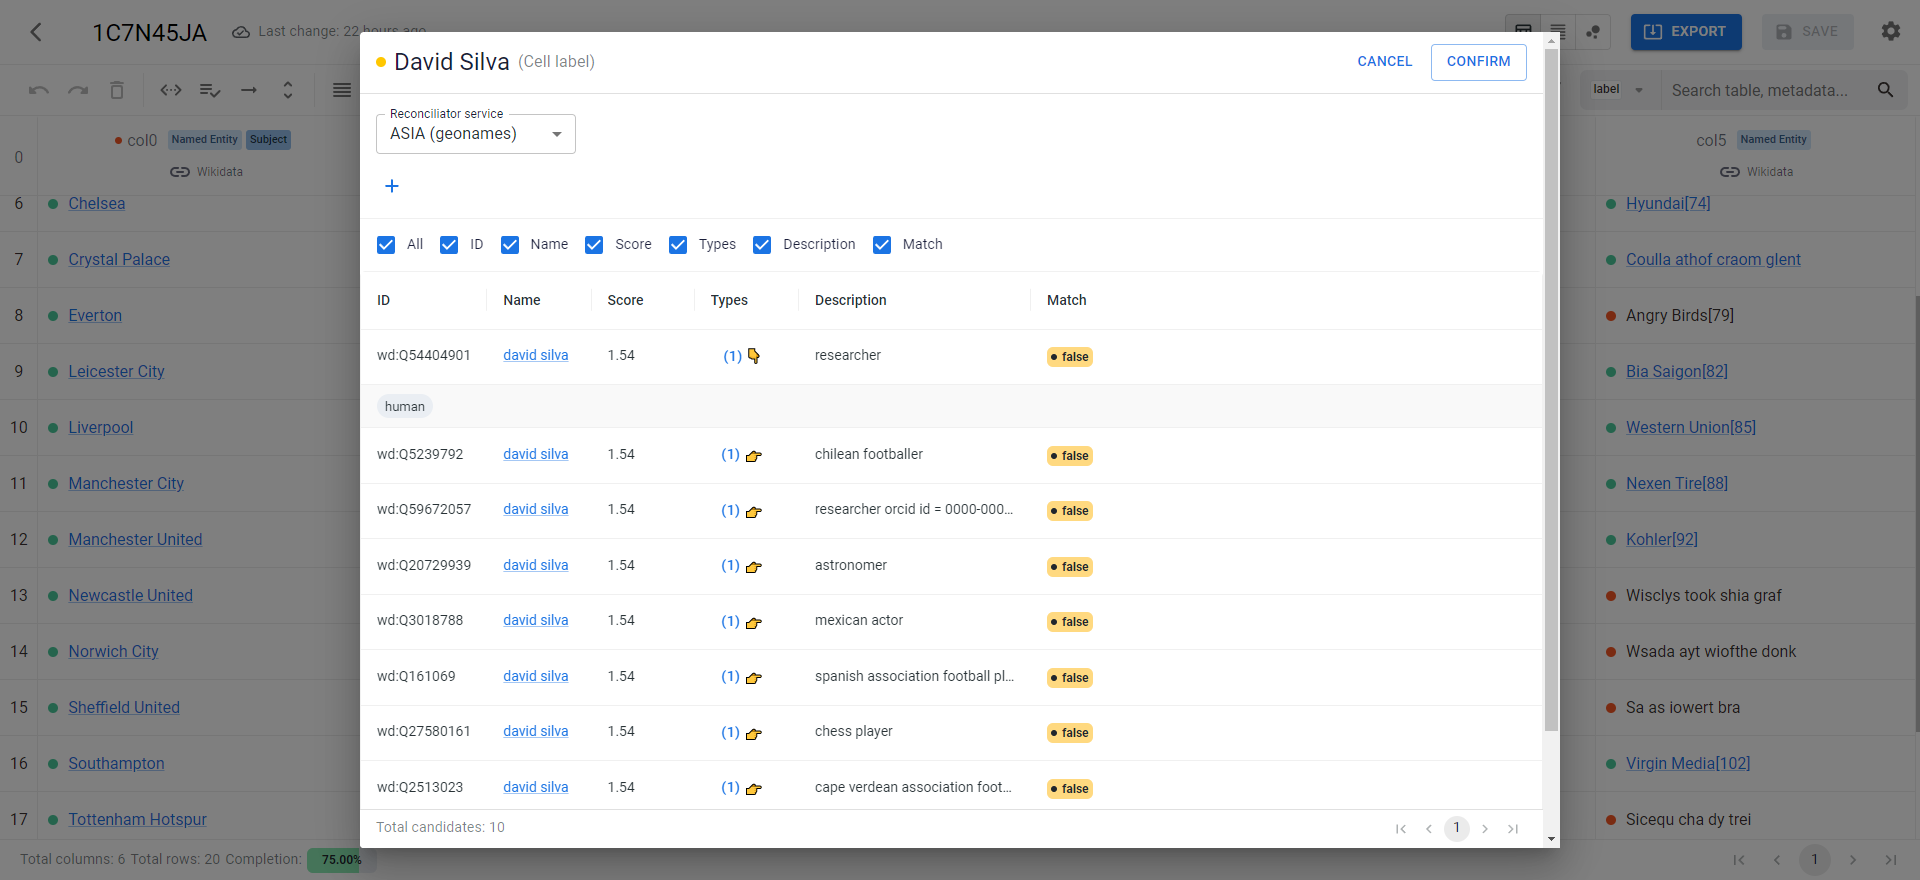 1C7N45JA
Last change: 22 hours ago
EXPORT
SAVE
label
Search table, metadata...
0
col0 Named Entity Subject
Wikidata
col5 Named Entity
Wikidata
6 Chelsea
Hyundai[74]
7 Crystal Palace
Coulla athof craom glent
8 Everton
Angry Birds[79]
9 Leicester City
Bia Saigon[82]
10 Liverpool
Western Union[85]
11 Manchester City
Nexen Tire[88]
12 Manchester United
Kohler[92]
13 Newcastle United
Wisclys took shia graf
14 Norwich City
Wsada ayt wiofthe donk
15 Sheffield United
Sa as iowert bra
16 Southampton
Virgin Media[102]
17 Tottenham Hotspur
Sicequ cha dy trei
Total columns: 6 Total rows: 20 Completion: 75.00%
1
David Silva (Cell label)
CANCEL
CONFIRM
Reconciliator service
ASIA (geonames)
All ID Name Score Types Description Match
ID Name Score Types Description Match
wd:Q54404901 david silva 1.54 (1) researcher false
human
wd:Q5239792 david silva 1.54 (1) chilean footballer false
wd:Q59672057 david silva 1.54 (1) researcher orcid id = 0000-000... false
wd:Q20729939 david silva 1.54 (1) astronomer false
wd:Q3018788 david silva 1.54 (1) mexican actor false
wd:Q161069 david silva 1.54 (1) spanish association football pl... false
wd:Q27580161 david silva 1.54 (1) chess player false
wd:Q2513023 david silva 1.54 (1) cape verdean association foot... false
Total candidates: 10
1